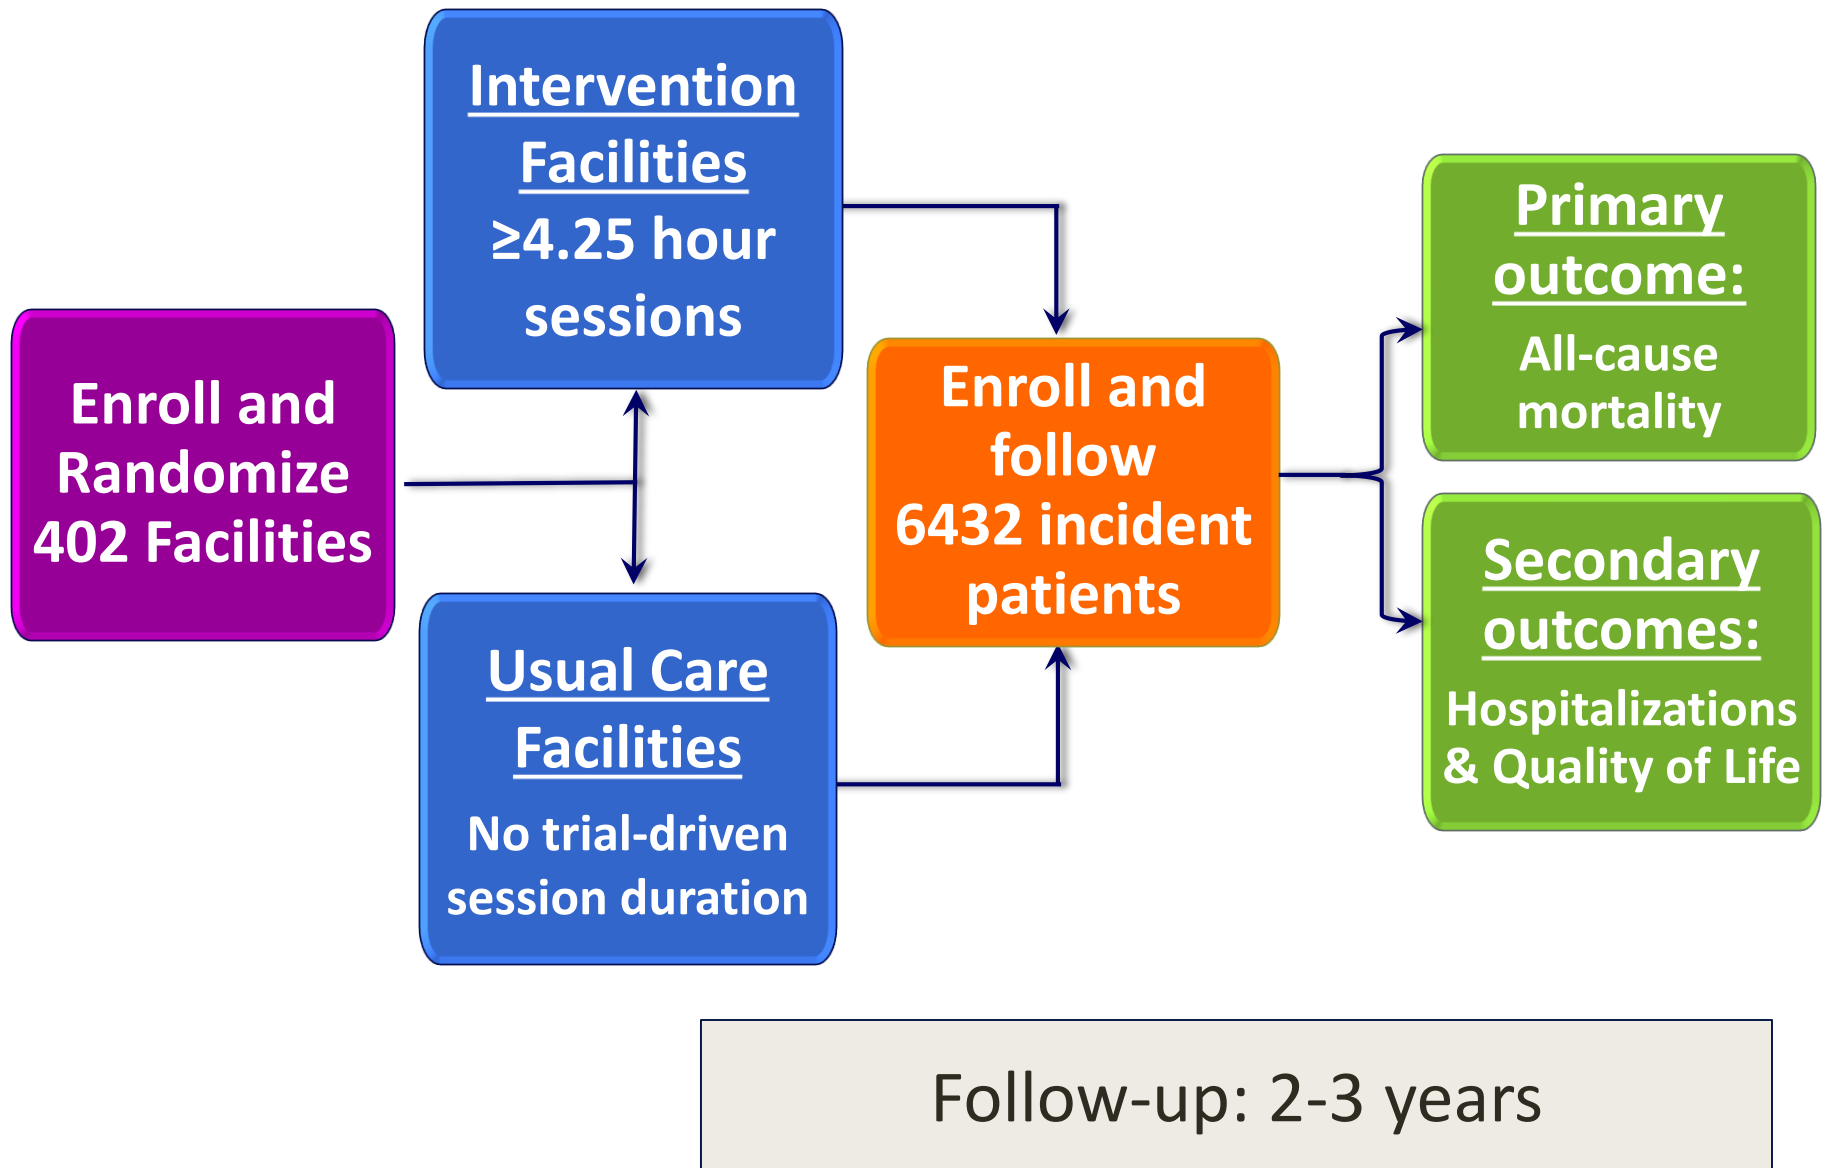 Enroll and
Randomize
402 Facilities
Intervention
Facilities
≥4.25 hour
sessions
Usual Care
Facilities
No trial-driven
session duration
Enroll and
follow
6432 incident
patients
Primary
outcome:
All-cause
mortality
Secondary
outcomes:
Hospitalizations
& Quality of Life
Follow-up: 2-3 years